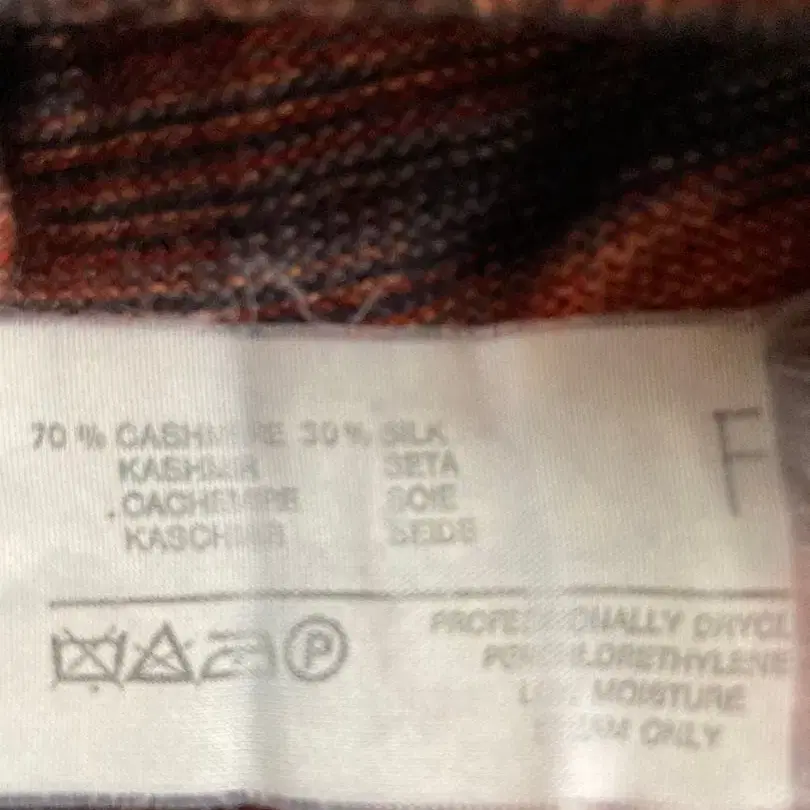 70 % CASHMERE 30 % SILK
KASHMIR SETA
CACHEMIRE SOIE
KASCHMIR SEIDE
F
P
PROFESSIONALLY DRYCL
PERCHLORETHYLENE
LOW MOISTURE
STEAM ONLY